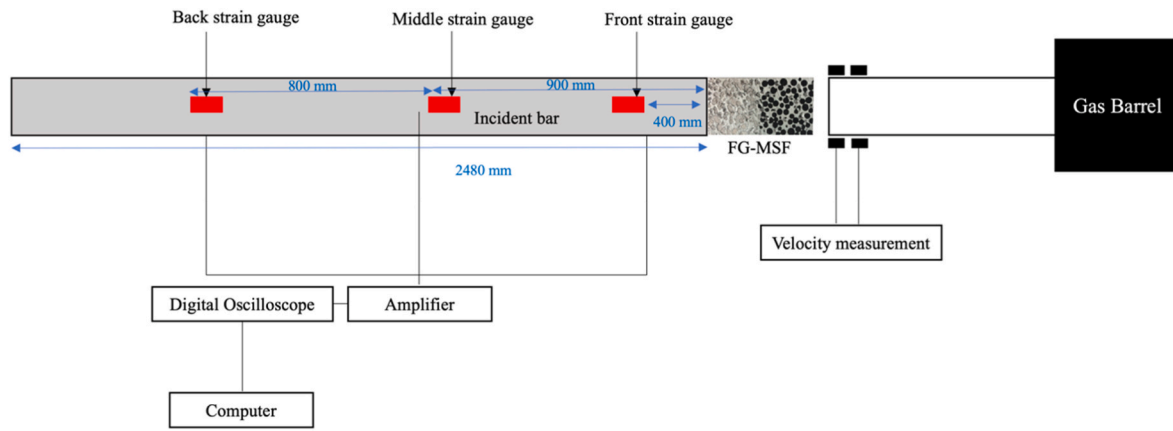 Back strain gauge
Middle strain gauge
Front strain gauge
800 mm
900 mm
Incident bar
400 mm
FG-MSF
Gas Barrel
2480 mm
Velocity measurement
Digital Oscilloscope
Amplifier
Computer